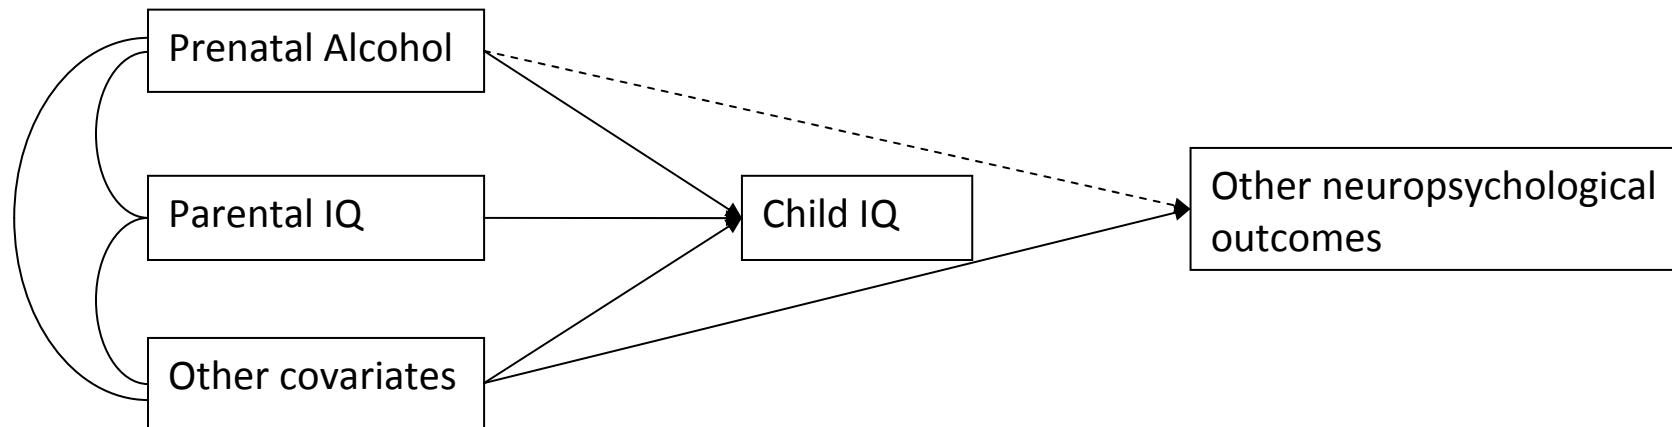 Prenatal Alcohol
Parental IQ
Child IQ
Other neuropsychological
outcomes
Other covariates